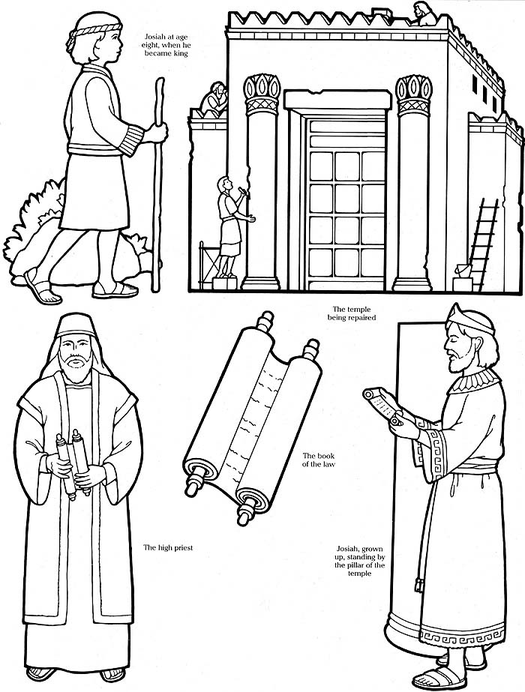 Josiah at age
eight, when he
became king
The temple
being repaired
The book
of the law
The high priest
Josiah, grown
up, standing by
the pillar of the
temple